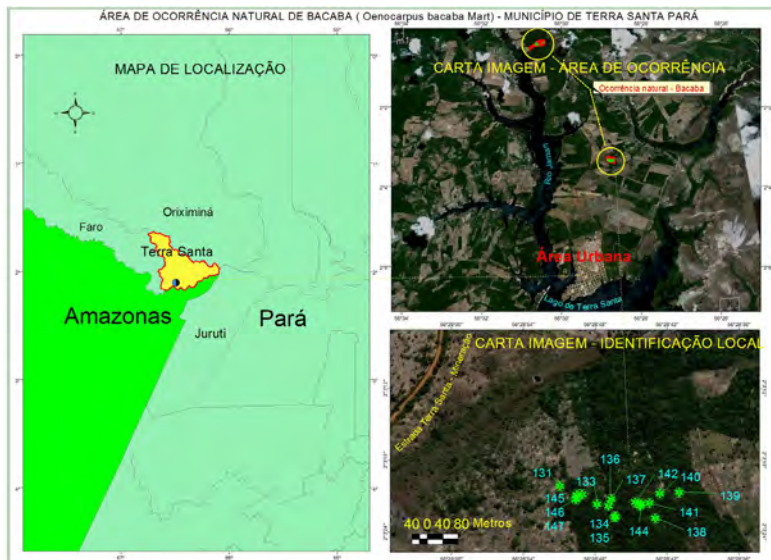 ÁREA DE OCORRÊNCIA NATURAL DE BACABA ( Oenocarpus bacaba Mart) - MUNICÍPIO DE TERRA SANTA PARÁ
MAPA DE LOCALIZAÇÃO
Oriximiná
Faro
Terra Santa
Amazonas
Pará
Juruti
CARTA IMAGEM - ÁREA DE OCORRÊNCIA
Ocorrência natural - Bacaba
Rio Jamari
Área Urbana
Lago de Terra Santa
CARTA IMAGEM - IDENTIFICAÇÃO LOCAL
Estrada Terra Santa - Mineração
136
131
133
137
142
140
139
145
146
147
134
135
144
141
138
40 0 40 80 Metros